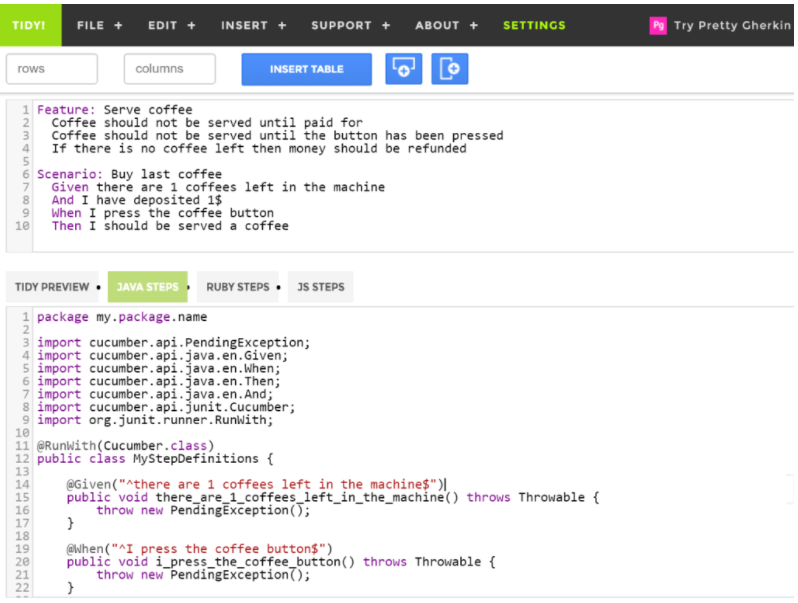 TIDY! FILE + EDIT + INSERT + SUPPORT + ABOUT + SETTINGS Pg Try Pretty Gherkin
rows columns INSERT TABLE
1 Feature: Serve coffee
2 Coffee should not be served until paid for
3 Coffee should not be served until the button has been pressed
4 If there is no coffee left then money should be refunded
5
6 Scenario: Buy last coffee
7 Given there are 1 coffees left in the machine
8 And I have deposited 1$
9 When I press the coffee button
10 Then I should be served a coffee
TIDY PREVIEW • JAVA STEPS • RUBY STEPS • JS STEPS
1 package my.package.name
2
3 import cucumber.api.PendingException;
4 import cucumber.api.java.en.Given;
5 import cucumber.api.java.en.When;
6 import cucumber.api.java.en.Then;
7 import cucumber.api.java.en.And;
8 import cucumber.api.junit.Cucumber;
9 import org.junit.runner.RunWith;
10
11 @RunWith(Cucumber.class)
12 public class MyStepDefinitions {
13
14 @Given("^there are 1 coffees left in the machine$")
15 public void there_are_1_coffees_left_in_the_machine() throws Throwable {
16 throw new PendingException();
17 }
18
19 @When("^I press the coffee button$")
20 public void i_press_the_coffee_button() throws Throwable {
21 throw new PendingException();
22 }